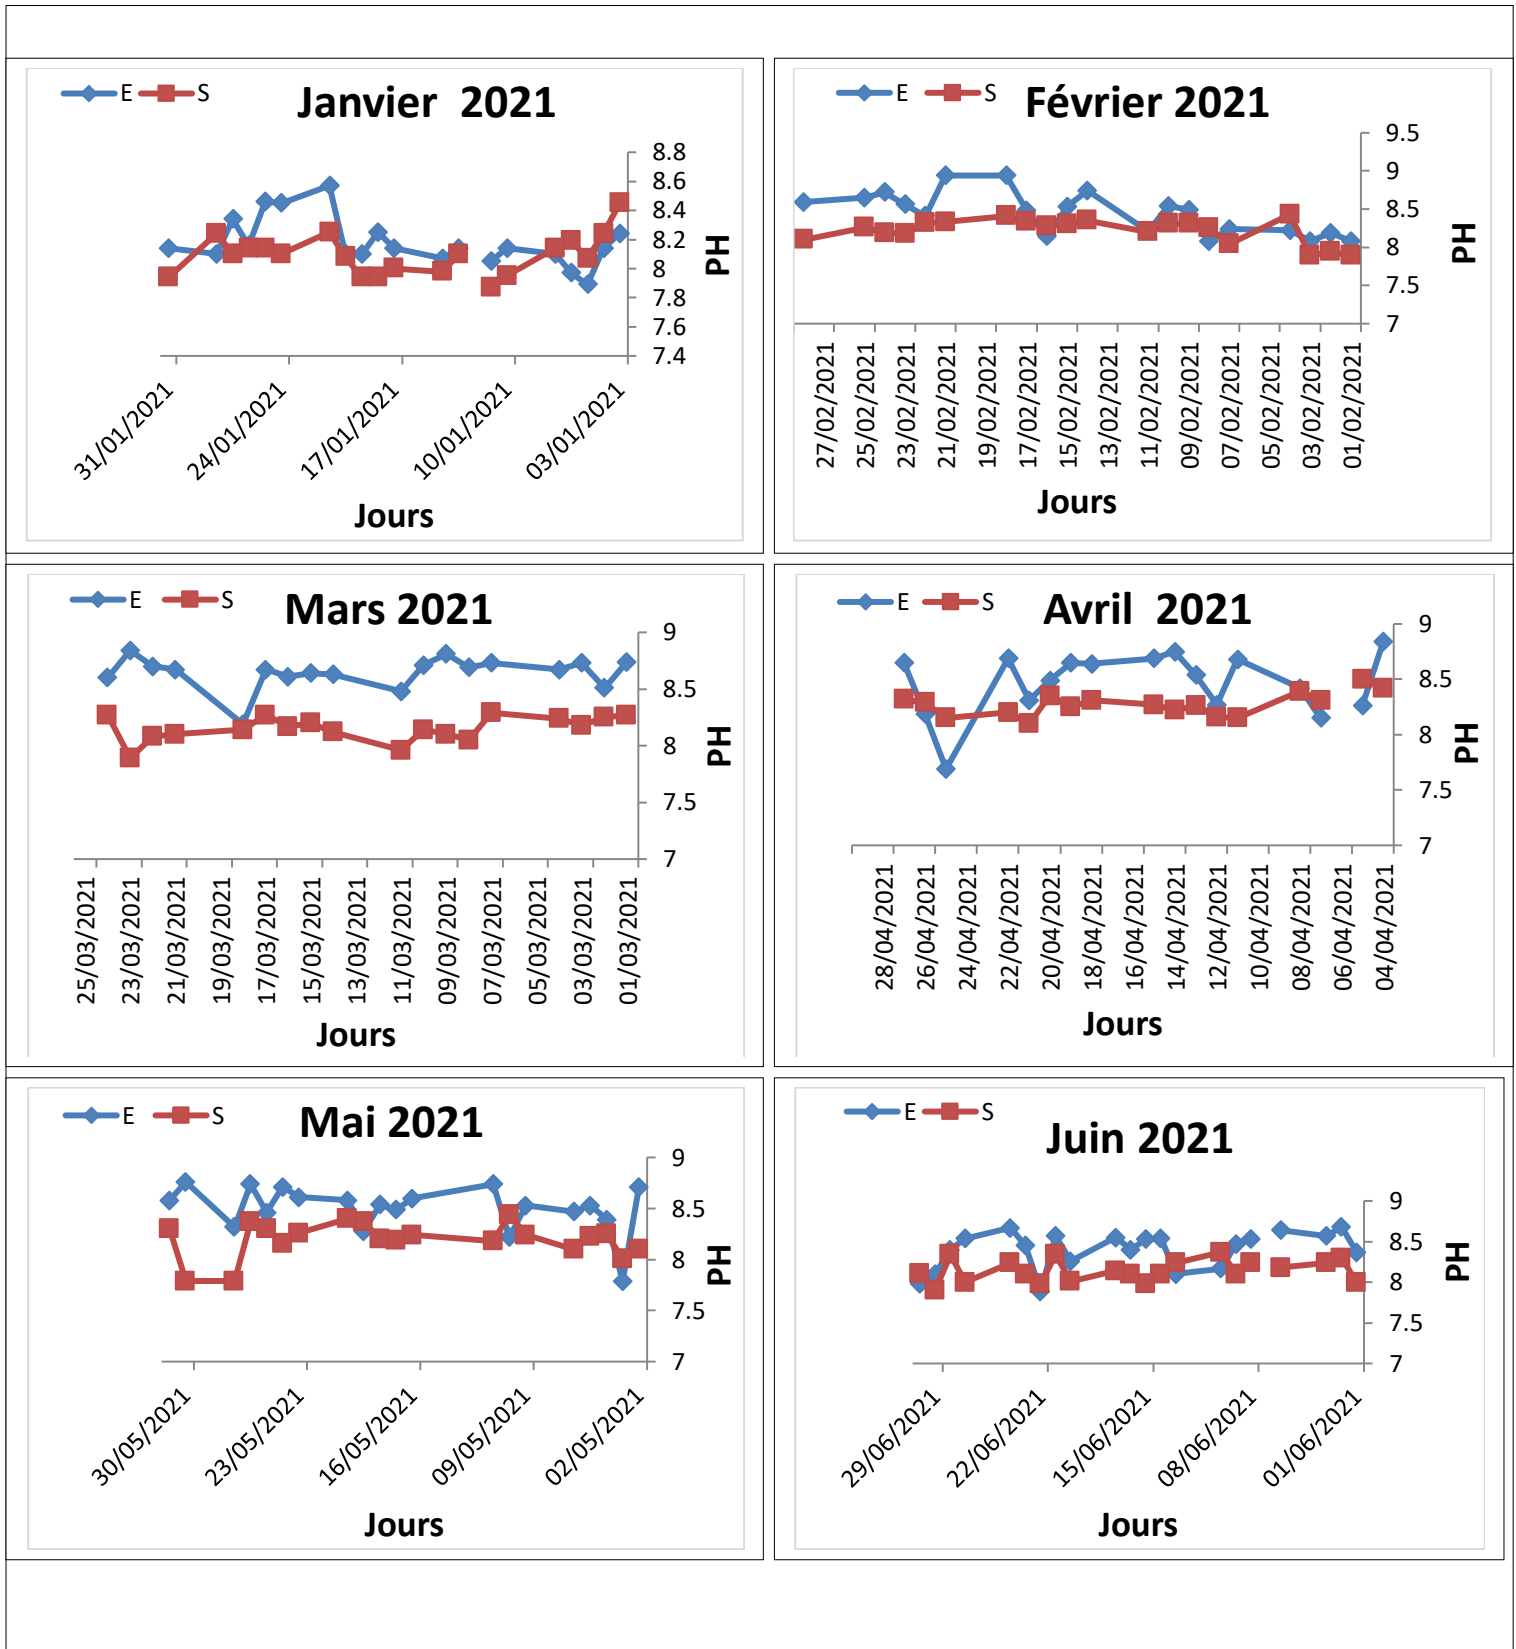 E S
Janvier 2021
8.8
8.6
8.4
8.2
8
7.8
7.6
7.4
PH
31/01/2021 24/01/2021 17/01/2021 10/01/2021 03/01/2021
Jours
E S
Février 2021
9.5
9
8.5
8
7.5
7
PH
27/02/2021 25/02/2021 23/02/2021 21/02/2021 19/02/2021 17/02/2021 15/02/2021 13/02/2021 11/02/2021 09/02/2021 07/02/2021 05/02/2021 03/02/2021 01/02/2021
Jours
E S
Mars 2021
9
8.5
8
7.5
7
PH
25/03/2021 23/03/2021 21/03/2021 19/03/2021 17/03/2021 15/03/2021 13/03/2021 11/03/2021 09/03/2021 07/03/2021 05/03/2021 03/03/2021 01/03/2021
Jours
E S
Avril 2021
9
8.5
8
7.5
7
PH
28/04/2021 26/04/2021 24/04/2021 22/04/2021 20/04/2021 18/04/2021 16/04/2021 14/04/2021 12/04/2021 10/04/2021 08/04/2021 06/04/2021 04/04/2021
Jours
E S
Mai 2021
9
8.5
8
7.5
7
PH
30/05/2021 23/05/2021 16/05/2021 09/05/2021 02/05/2021
Jours
E S
Juin 2021
9
8.5
8
7.5
7
PH
29/06/2021 22/06/2021 15/06/2021 08/06/2021 01/06/2021
Jours